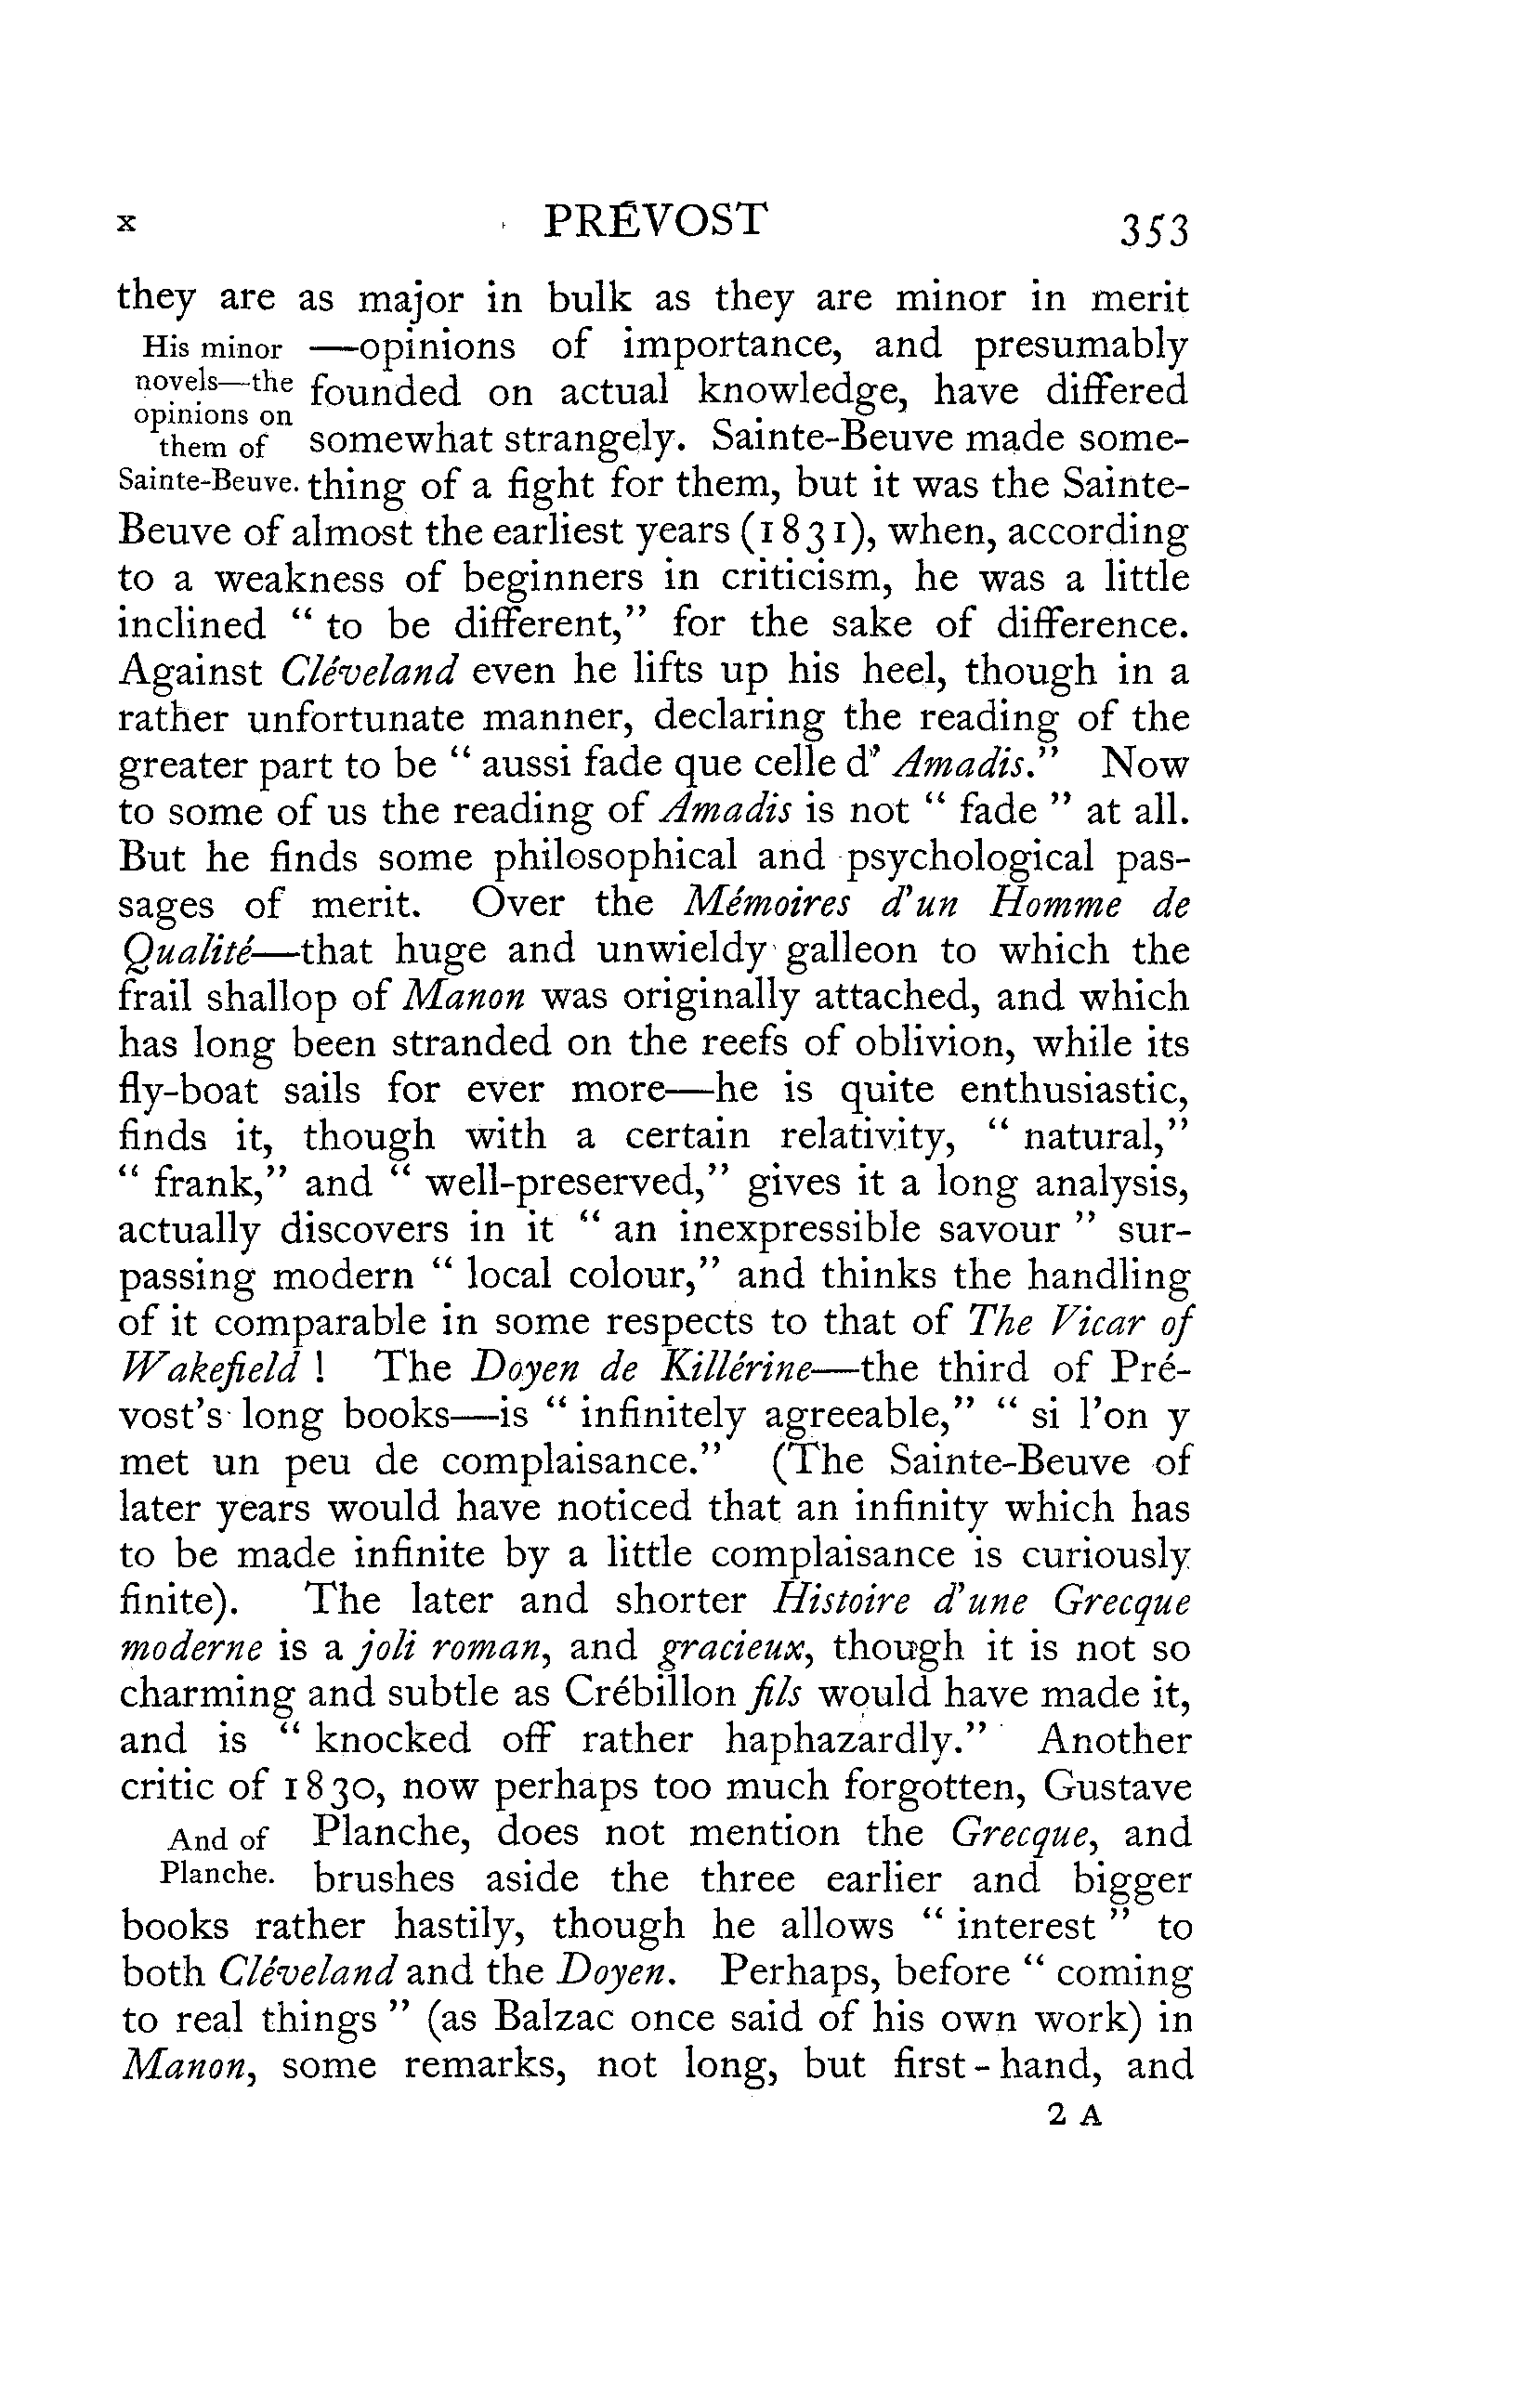 x PRÉVOST 353
they are as major in bulk as they are minor in merit
His minor —opinions of importance, and presumably
novels—the founded on actual knowledge, have differed
opinions on
them of somewhat strangely. Sainte-Beuve made some-
Sainte-Beuve. thing of a fight for them, but it was the Sainte-
Beuve of almost the earliest years (1831), when, according
to a weakness of beginners in criticism, he was a little
inclined “ to be different,” for the sake of difference.
Against Cléveland even he lifts up his heel, though in a
rather unfortunate manner, declaring the reading of the
greater part to be “ aussi fade que celle d’ Amadis.” Now
to some of us the reading of Amadis is not “ fade ” at all.
But he finds some philosophical and psychological pas-
sages of merit. Over the Mémoires d’un Homme de
Qualité—that huge and unwieldy galleon to which the
frail shallop of Manon was originally attached, and which
has long been stranded on the reefs of oblivion, while its
fly-boat sails for ever more—he is quite enthusiastic,
finds it, though with a certain relativity, “ natural,”
“ frank,” and “ well-preserved,” gives it a long analysis,
actually discovers in it “ an inexpressible savour ” sur-
passing modern “ local colour,” and thinks the handling
of it comparable in some respects to that of The Vicar of
Wakefield ! The Doyen de Killérine—the third of Pré-
vost’s long books—is “ infinitely agreeable,” “ si l’on y
met un peu de complaisance.” (The Sainte-Beuve of
later years would have noticed that an infinity which has
to be made infinite by a little complaisance is curiously
finite). The later and shorter Histoire d’une Grecque
moderne is a joli roman, and gracieux, though it is not so
charming and subtle as Crébillon fils would have made it,
and is “ knocked off rather haphazardly.” Another
critic of 1830, now perhaps too much forgotten, Gustave
And of Planche, does not mention the Grecque, and
Planche. brushes aside the three earlier and bigger
books rather hastily, though he allows “ interest ” to
both Cléveland and the Doyen. Perhaps, before “ coming
to real things ” (as Balzac once said of his own work) in
Manon, some remarks, not long, but first-hand, and
2 A